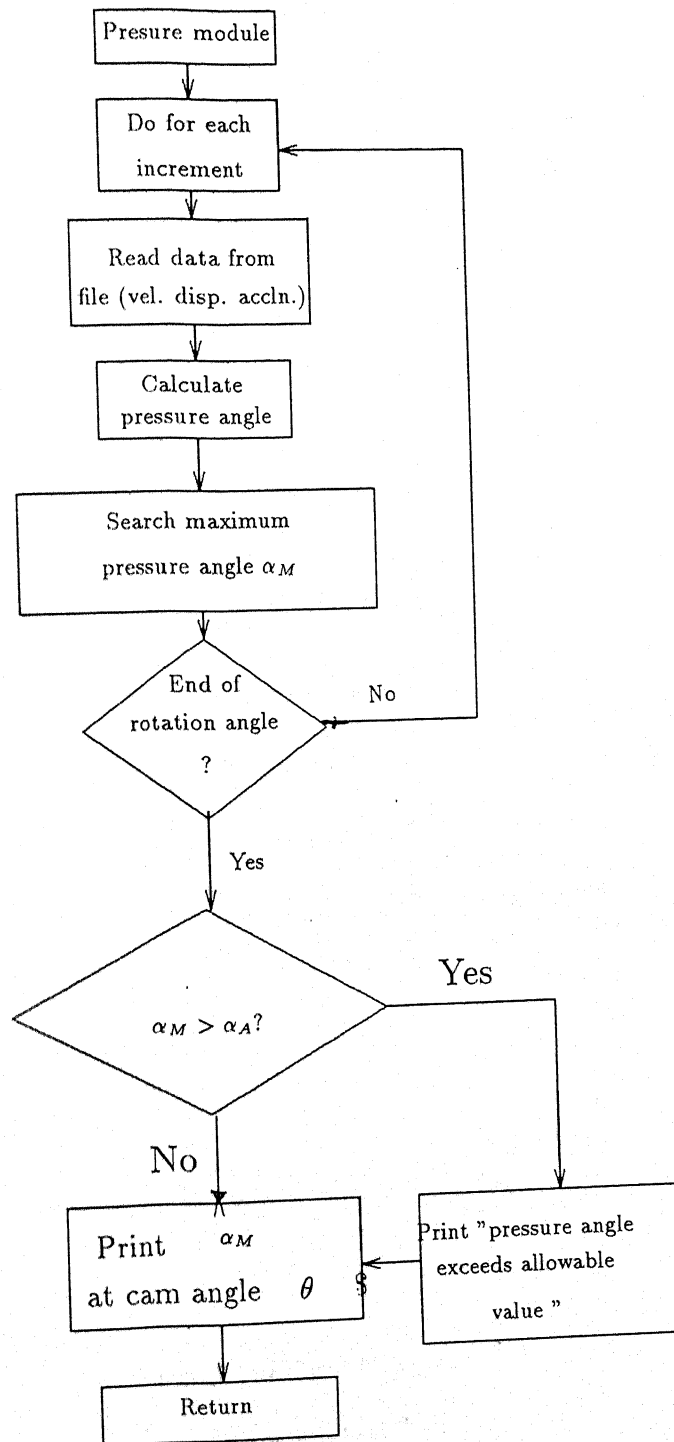 Presure module
Do for each
increment
Read data from
file (vel. disp. accln.)
Calculate
pressure angle
Search maximum
pressure angle α_M
End of
rotation angle
?
No
Yes
α_M > α_A?
Yes
No
Print "pressure angle
exceeds allowable
value "
Print α_M
at cam angle θ
Return